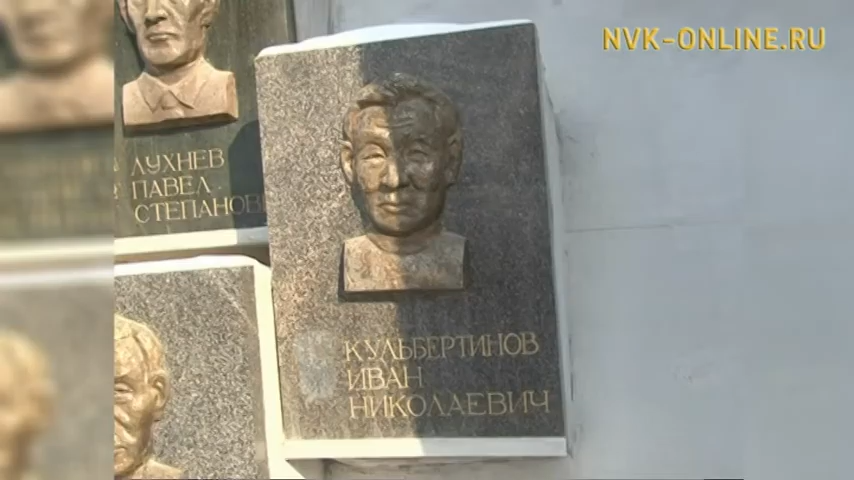 NVK-ONLINE.RU
ЛУХНЕВ
ПАВЕЛ
СТЕПАНОВ
КУЛЬБЕРТИНОВ
ИВАН
НИКОЛАЕВИЧ